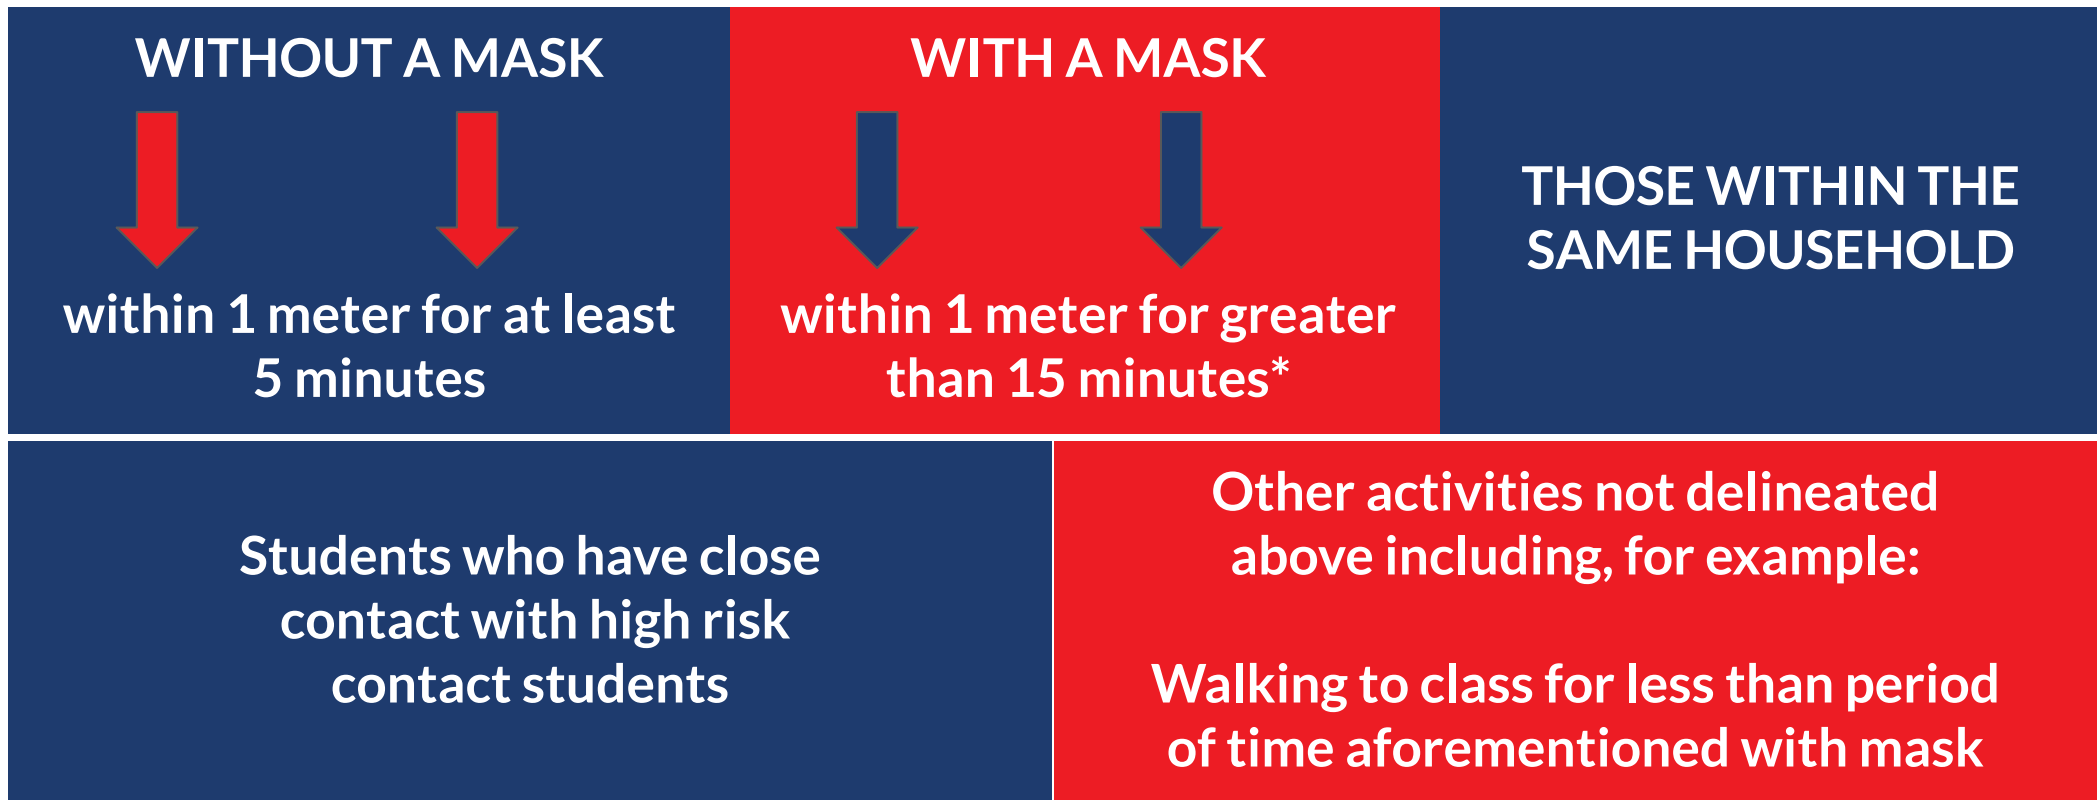 WITHOUT A MASK
within 1 meter for at least
5 minutes
WITH A MASK
within 1 meter for greater
than 15 minutes*
THOSE WITHIN THE
SAME HOUSEHOLD
Students who have close
contact with high risk
contact students
Other activities not delineated
above including, for example:
Walking to class for less than period
of time aforementioned with mask